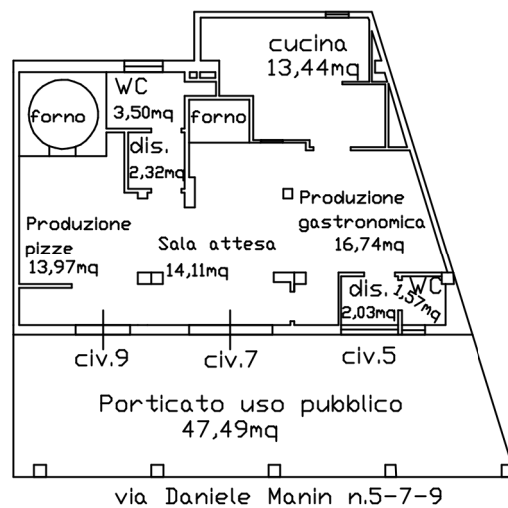 cucina
13,44mq
WC
3,50mq
forno
forno
dis.
2,32mq
Produzione
pizze
13,97mq
Sala attesa
14,11mq
Produzione
gastronomica
16,74mq
dis.
2,03mq
WC
1,57mq
civ.9
civ.7
civ.5
Porticato uso pubblico
47,49mq
via Daniele Manin n.5-7-9